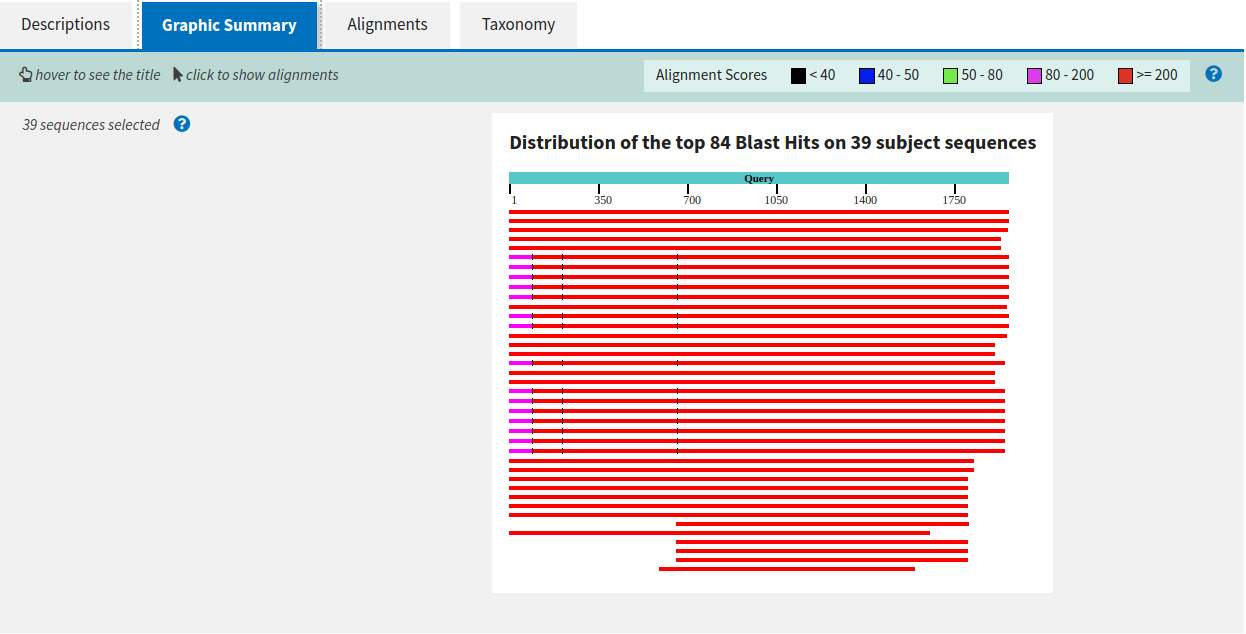 Descriptions Graphic Summary Alignments Taxonomy
hover to see the title click to show alignments Alignment Scores < 40 40 - 50 50 - 80 80 - 200 >= 200 ?
39 sequences selected ?
Distribution of the top 84 Blast Hits on 39 subject sequences
Query
1 350 700 1050 1400 1750